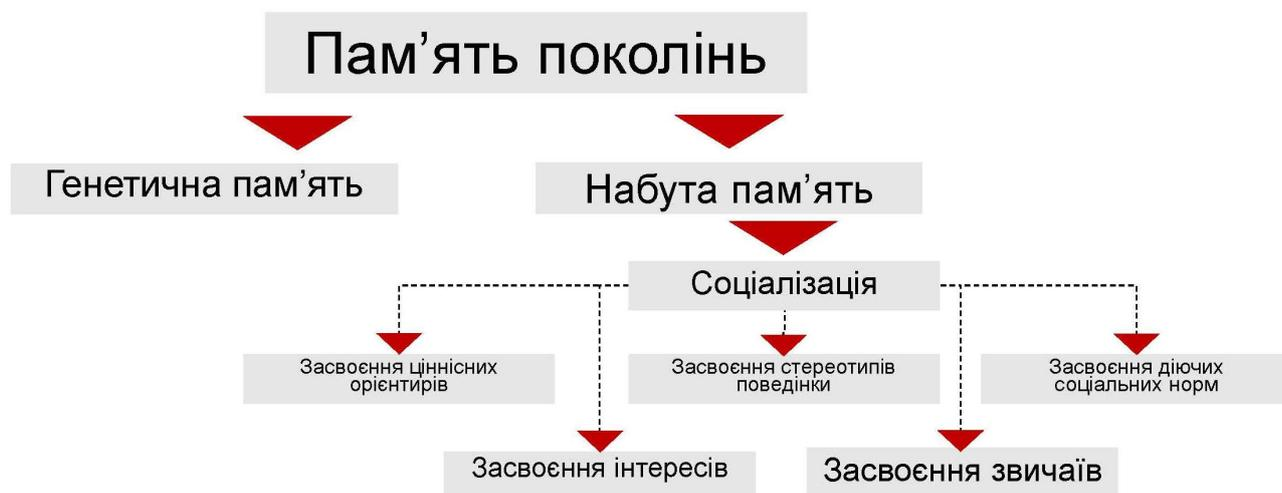 Пам’ять поколінь
Генетична пам’ять
Набута пам’ять
Соціалізація
Засвоєння ціннісних
орієнтирів
Засвоєння стереотипів
поведінки
Засвоєння діючих
соціальних норм
Засвоєння інтересів
Засвоєння звичаїв